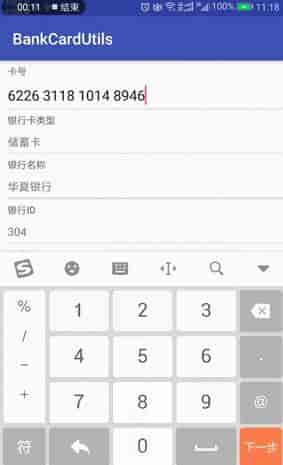 00:11 ■ 结束
100% 11:18
BankCardUtils
卡号
6226 3118 1014 8946
银行卡类型
储蓄卡
银行名称
华夏银行
银行ID
304
% 1 2 3
/ 4 5 6 .
-
+ 7 8 9 @
符 0 下一步